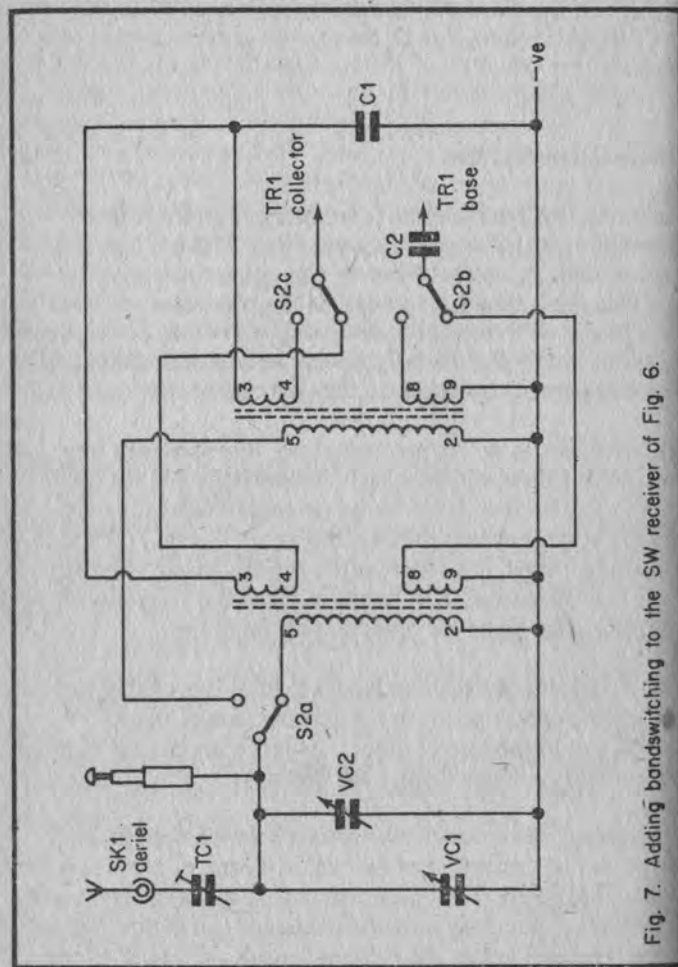 SK1
aeriel
TC1
VC2
VC1
S2a
5
2
3
4
8
9
5
2
3
4
8
9
S2c
S2b
C2
TR1
collector
TR1
base
C1
−ve
Fig. 7. Adding bandswitching to the SW receiver of Fig. 6.